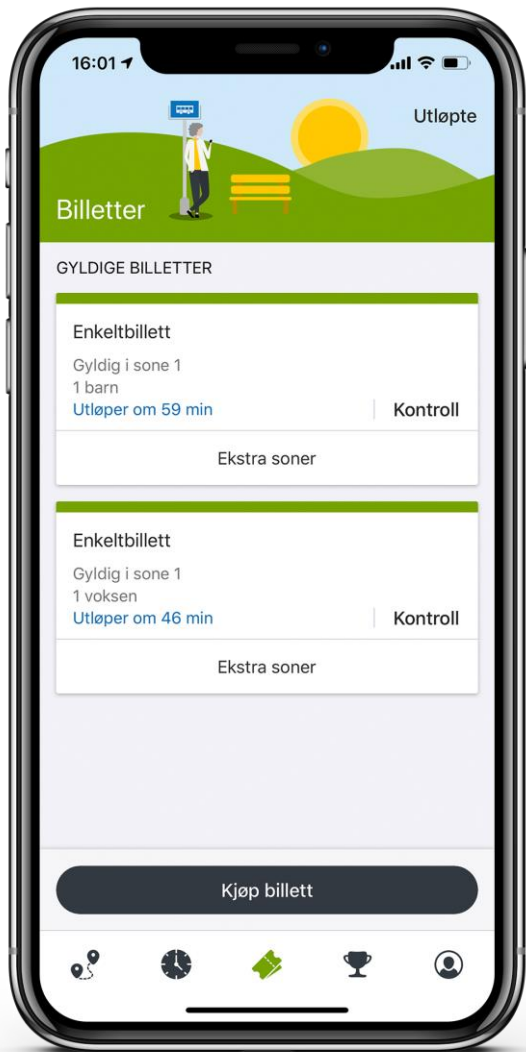 16:01
Utløpte
Billetter
GYLDIGE BILLETTER
Enkeltbillett
Gyldig i sone 1
1 barn
Utløper om 59 min
Kontroll
Ekstra soner
Enkeltbillett
Gyldig i sone 1
1 voksen
Utløper om 46 min
Kontroll
Ekstra soner
Kjøp billett